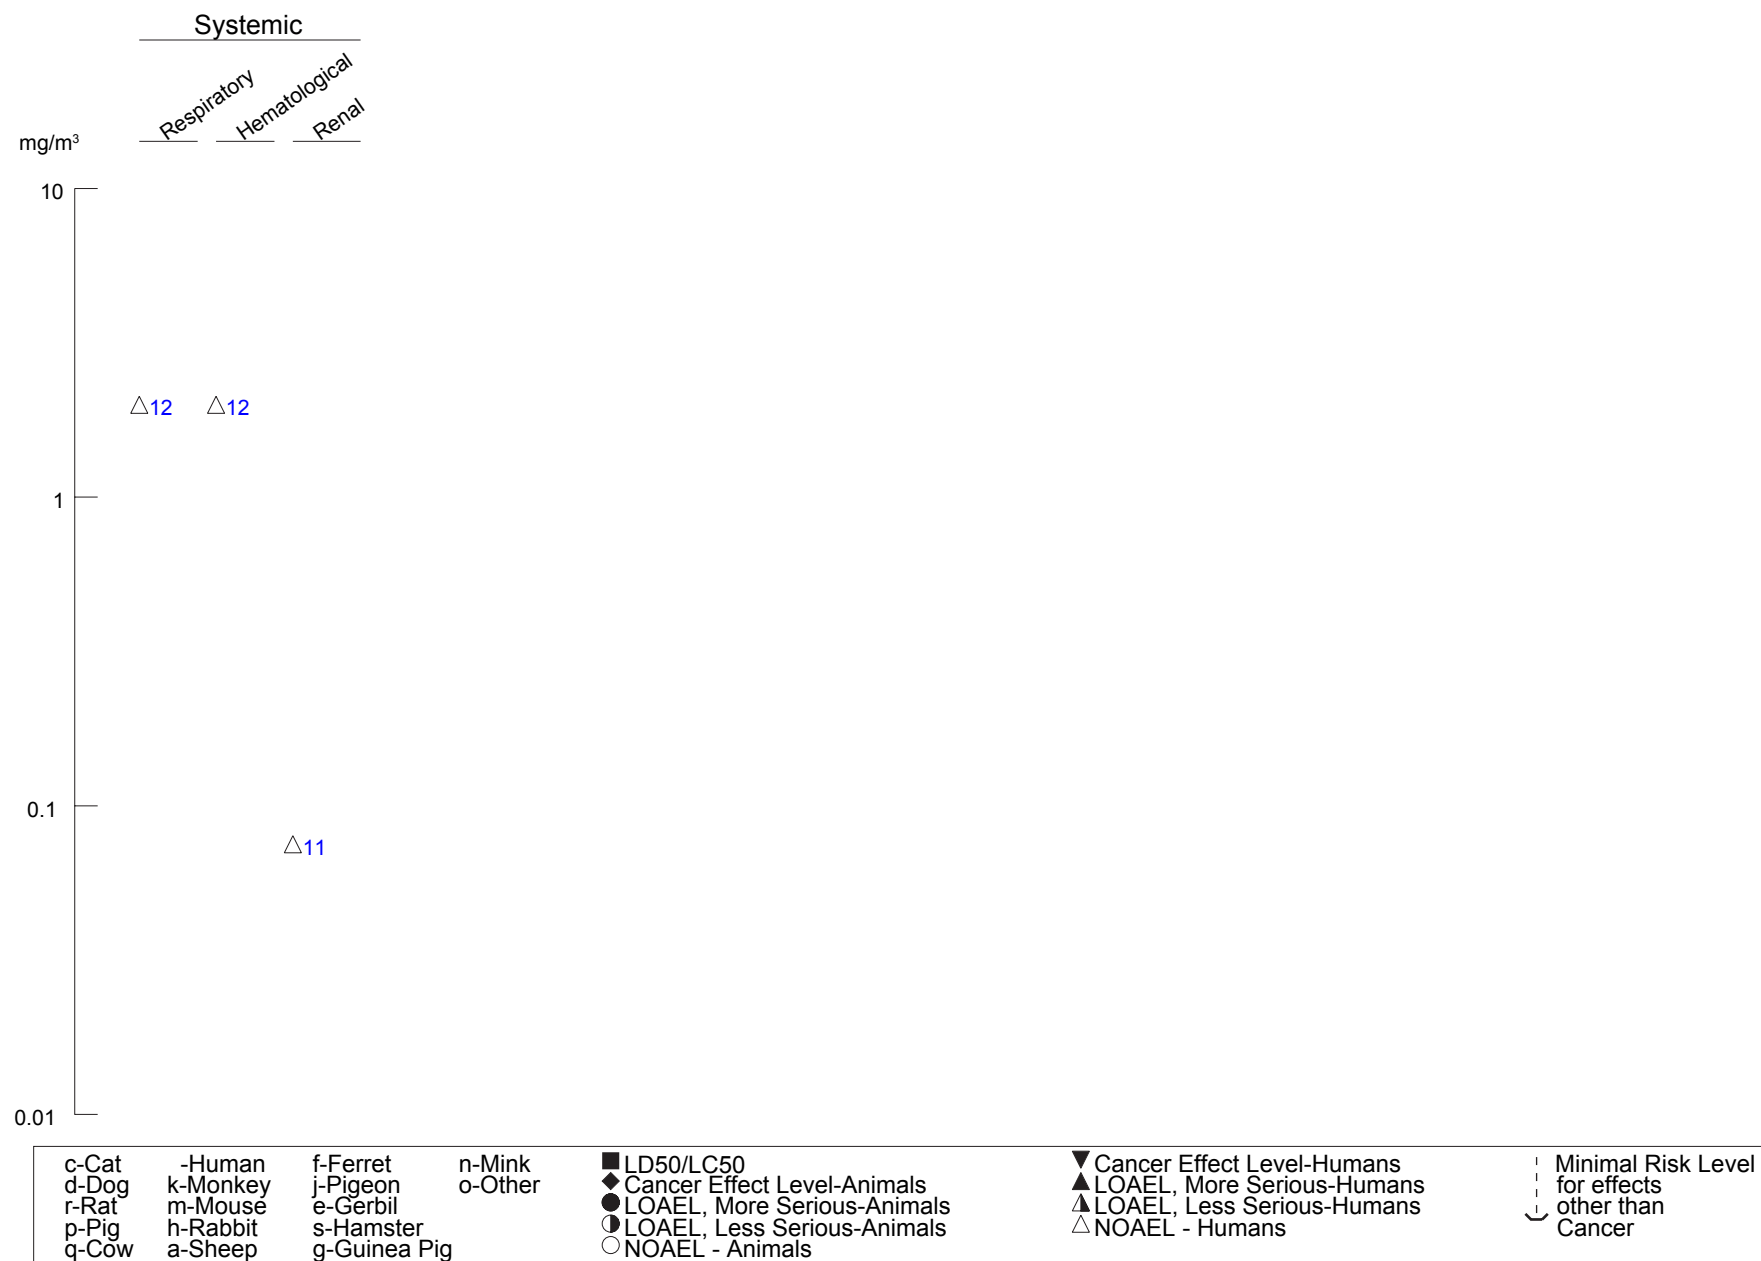 Systemic
Respiratory
Hematological
Renal
mg/m³
10
12
12
1
0.1
11
0.01
c-Cat -Human f-Ferret n-Mink LD50/LC50 Cancer Effect Level-Humans Minimal Risk Level
d-Dog k-Monkey j-Pigeon o-Other Cancer Effect Level-Animals LOAEL, More Serious-Humans for effects
r-Rat m-Mouse e-Gerbil LOAEL, More Serious-Animals LOAEL, Less Serious-Humans other than
p-Pig h-Rabbit s-Hamster LOAEL, Less Serious-Animals NOAEL - Humans Cancer
q-Cow a-Sheep g-Guinea Pig NOAEL - Animals